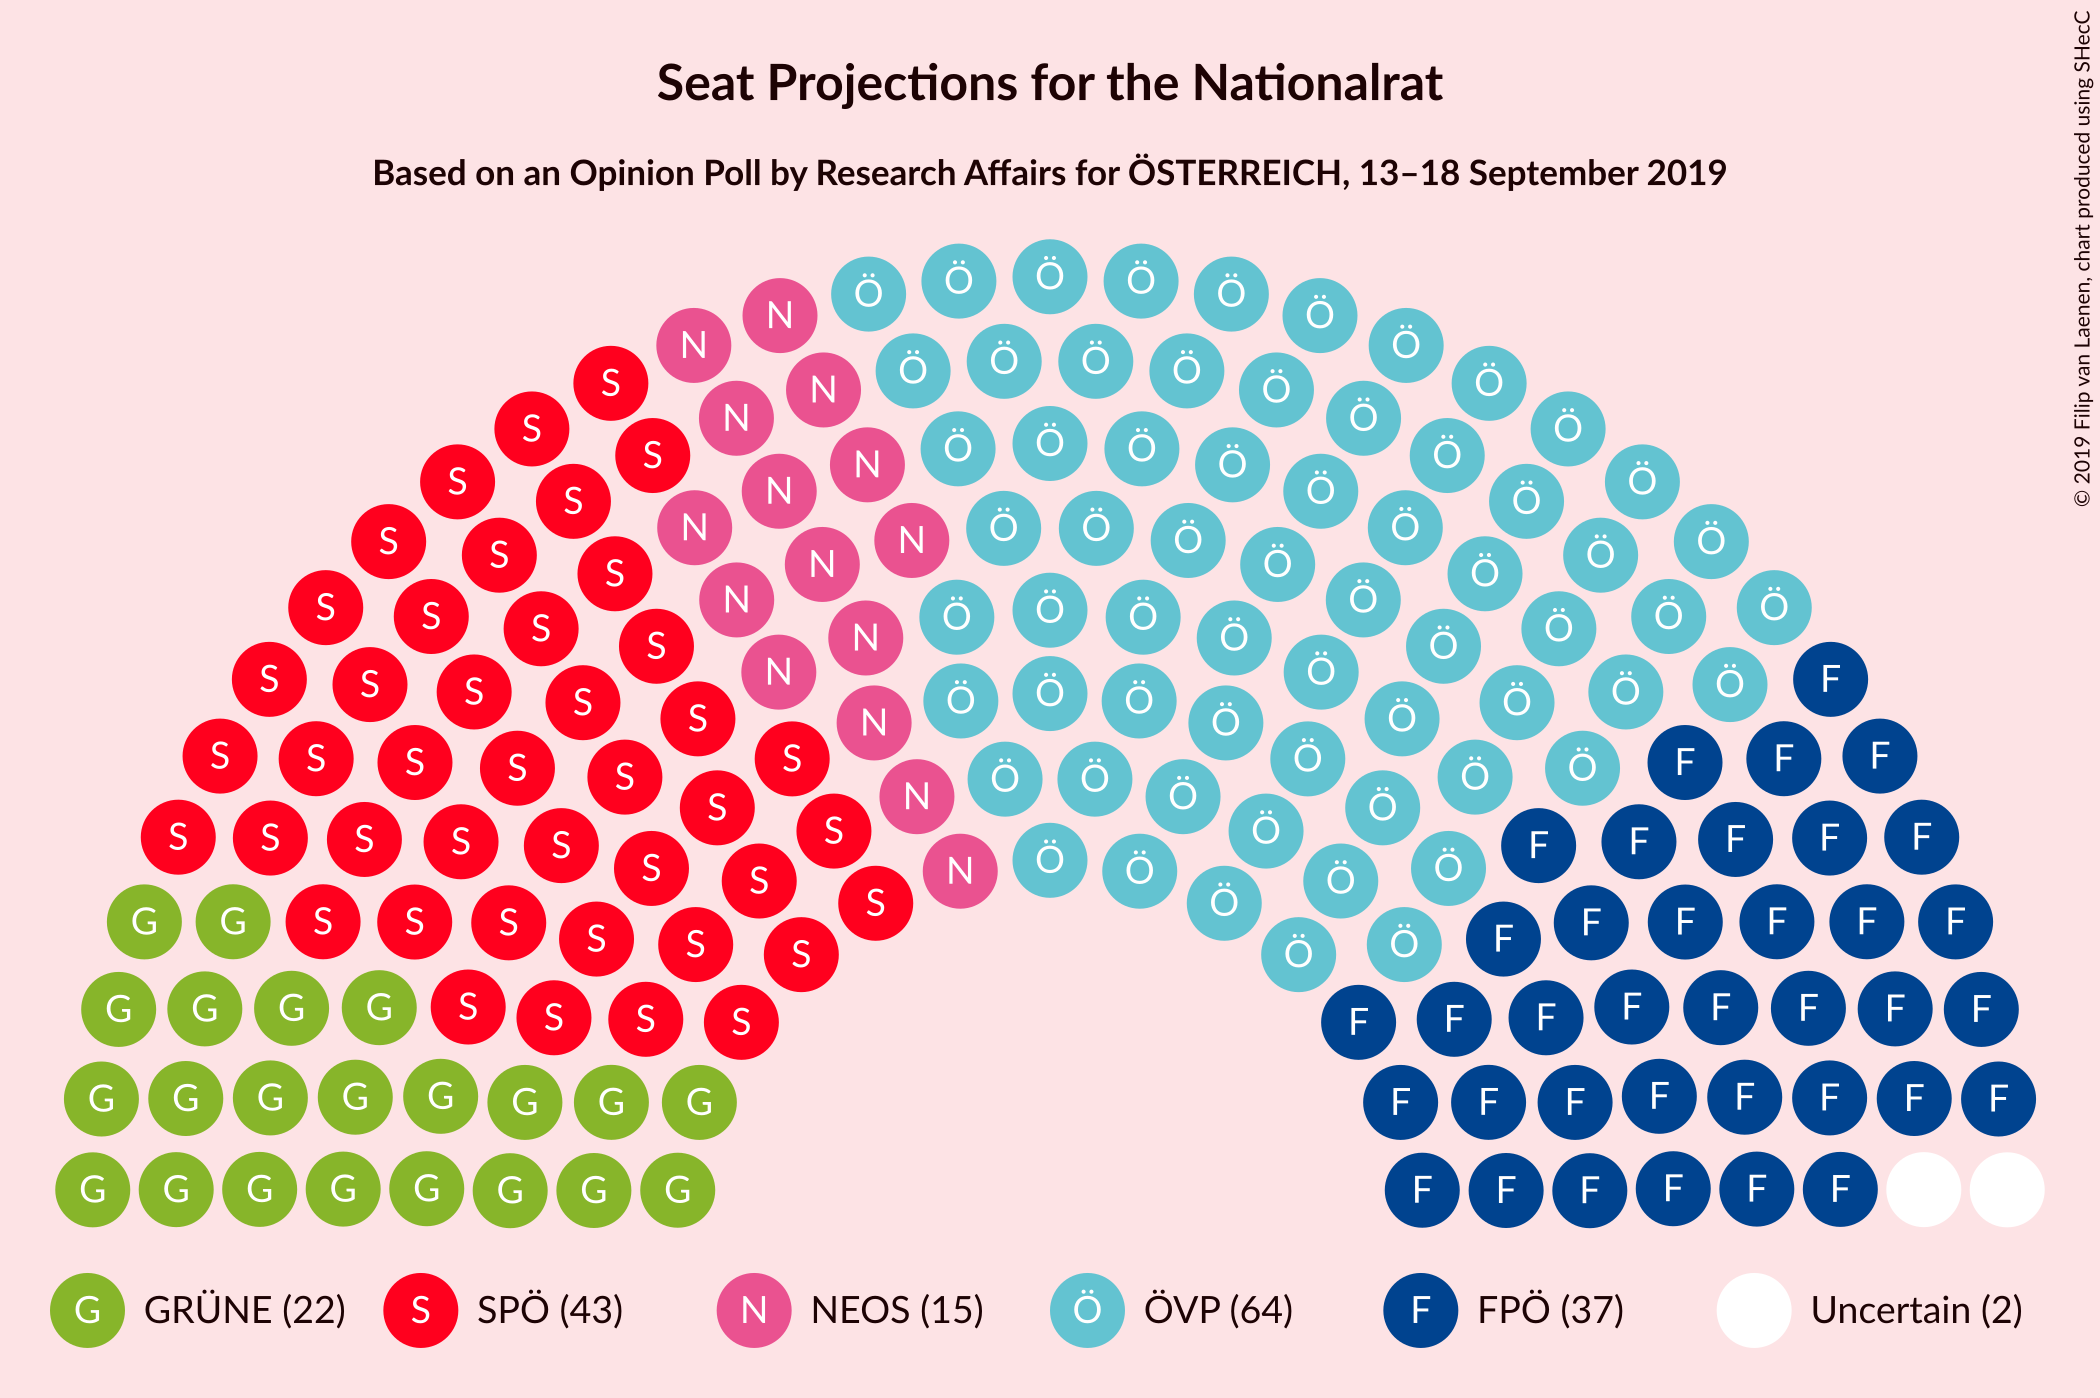 Seat Projections for the Nationalrat
Based on an Opinion Poll by Research Affairs for ÖSTERREICH, 13–18 September 2019
© 2019 Filip van Laenen, chart produced using SHecC
N N Ö Ö Ö Ö Ö Ö Ö Ö Ö Ö Ö Ö
S S S S S S S S
G G G G
F F F F F F
G GRÜNE (22) S SPÖ (43) N NEOS (15) Ö ÖVP (64) F FPÖ (37) Uncertain (2)